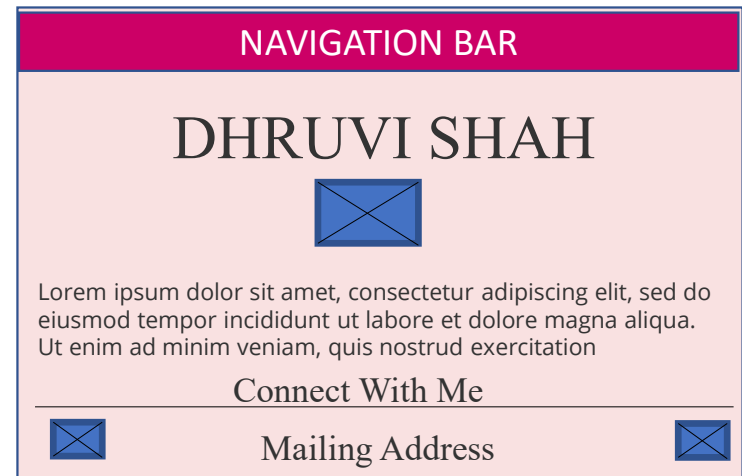 NAVIGATION BAR
DHRUVI SHAH
Lorem ipsum dolor sit amet, consectetur adipiscing elit, sed do
eiusmod tempor incididunt ut labore et dolore magna aliqua.
Ut enim ad minim veniam, quis nostrud exercitation
Connect With Me
Mailing Address